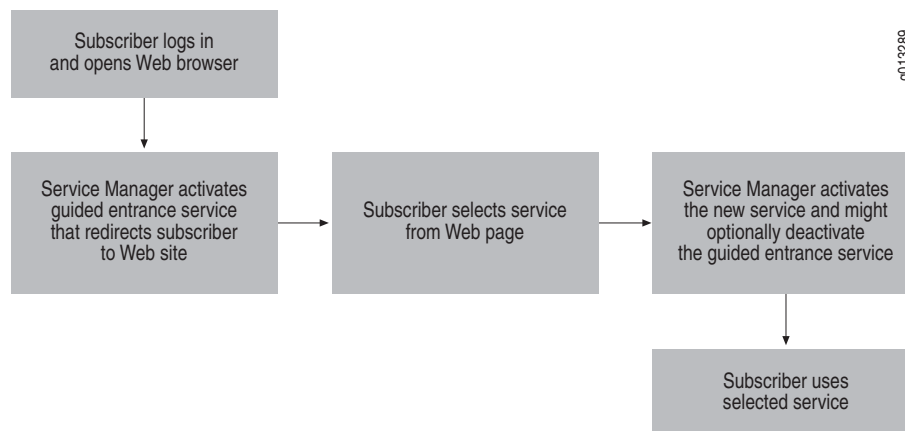 Subscriber logs in
and opens Web browser
g013289
Service Manager activates
guided entrance service
that redirects subscriber
to Web site
Subscriber selects service
from Web page
Service Manager activates
the new service and might
optionally deactivate
the guided entrance service
Subscriber uses
selected service